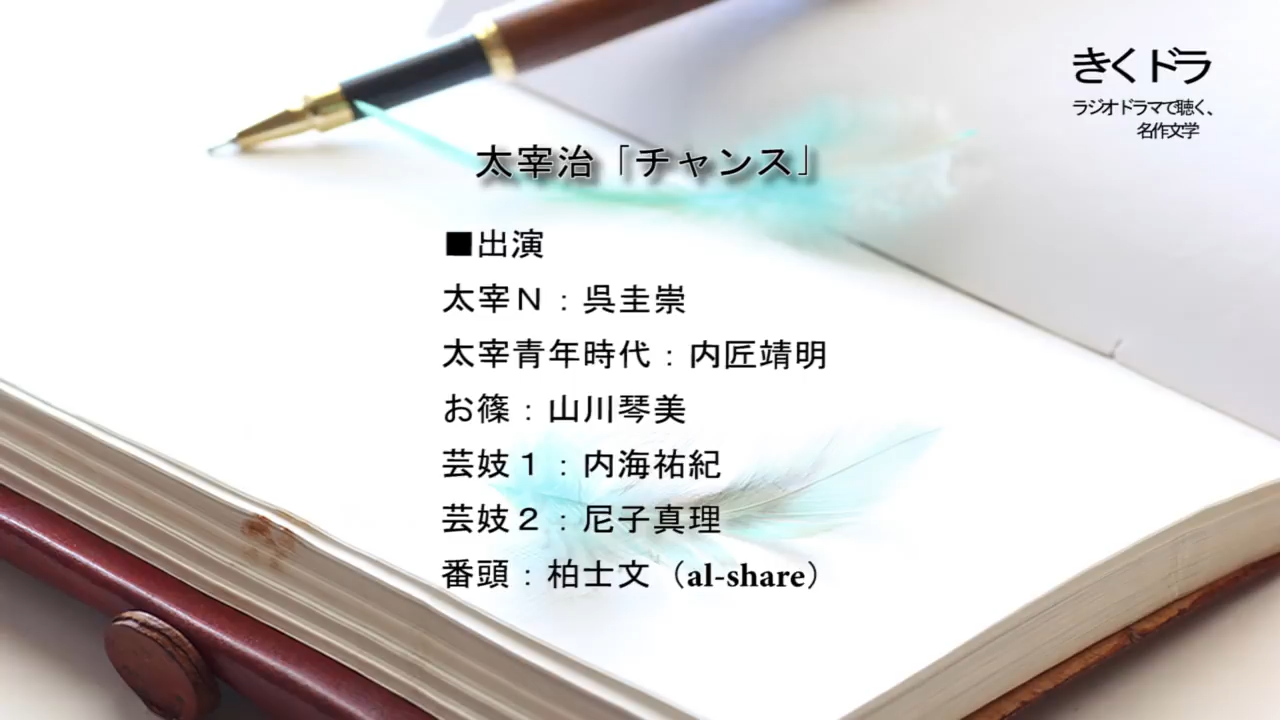 きくドラ
ラジオドラマで聴く、
名作文学
太宰治「チャンス」
■出演
太宰Ｎ：呉圭崇
太宰青年時代：内匠靖明
お篠：山川琴美
芸妓１：内海祐紀
芸妓２：尼子真理
番頭：柏士文（al-share）